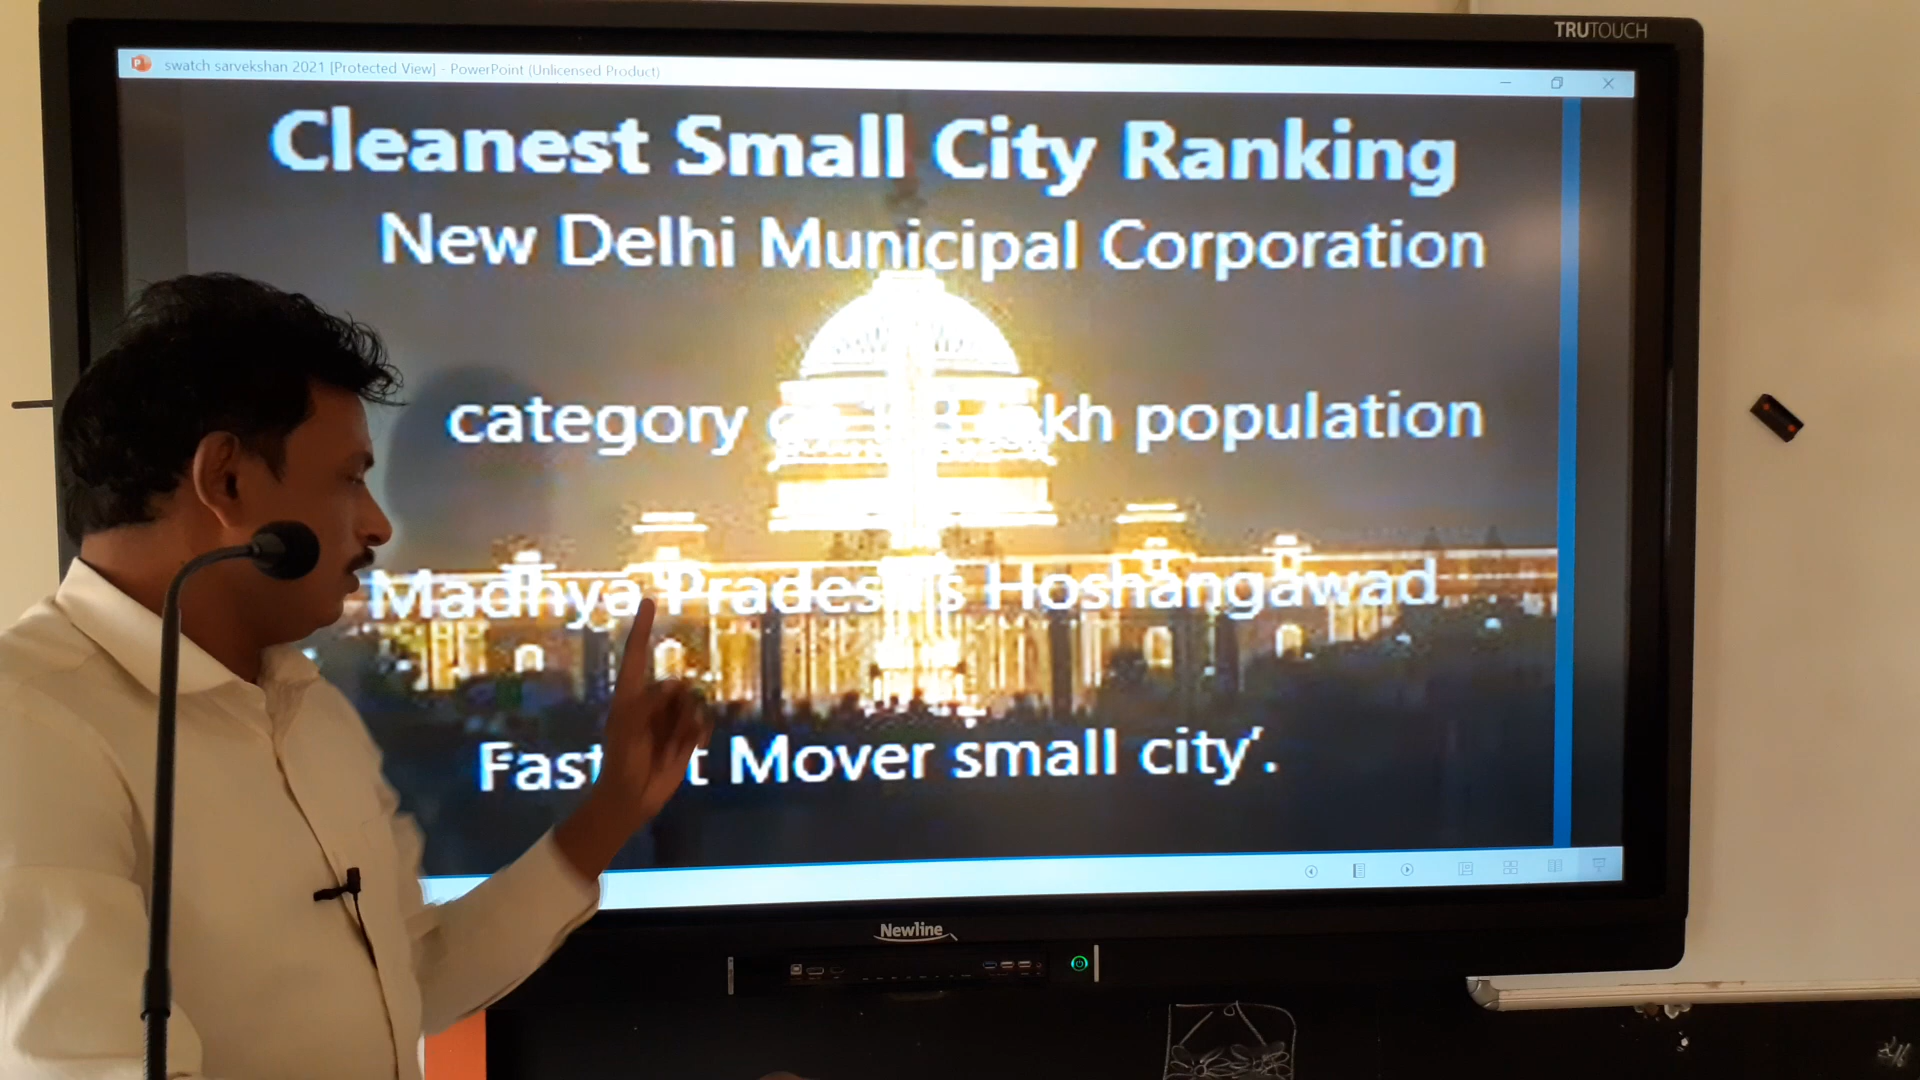 TRUTOUCH
swatch sarvekshan 2021 [Protected View] - PowerPoint (Unlicensed Product)
Cleanest Small City Ranking
New Delhi Municipal Corporation
category population
Madhya Hoshangawad
Mover small city'.
Newline